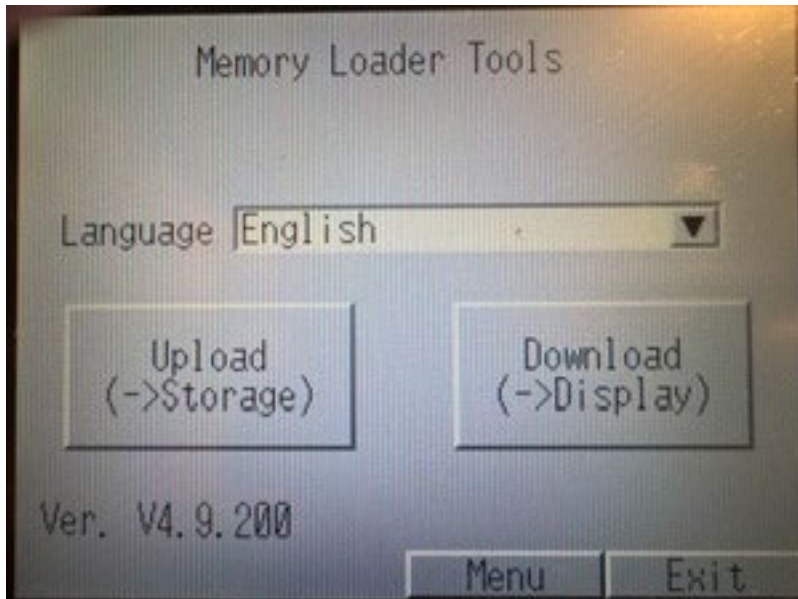 Memory Loader Tools
Language English
Upload
(->Storage)
Download
(->Display)
Ver. V4.9.200
Menu
Exit